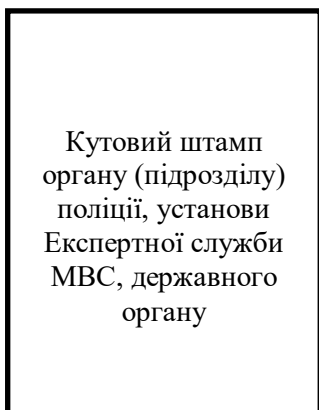 Кутовий штамп
органу (підрозділу)
поліції, установи
Експертної служби
МВС, державного
органу